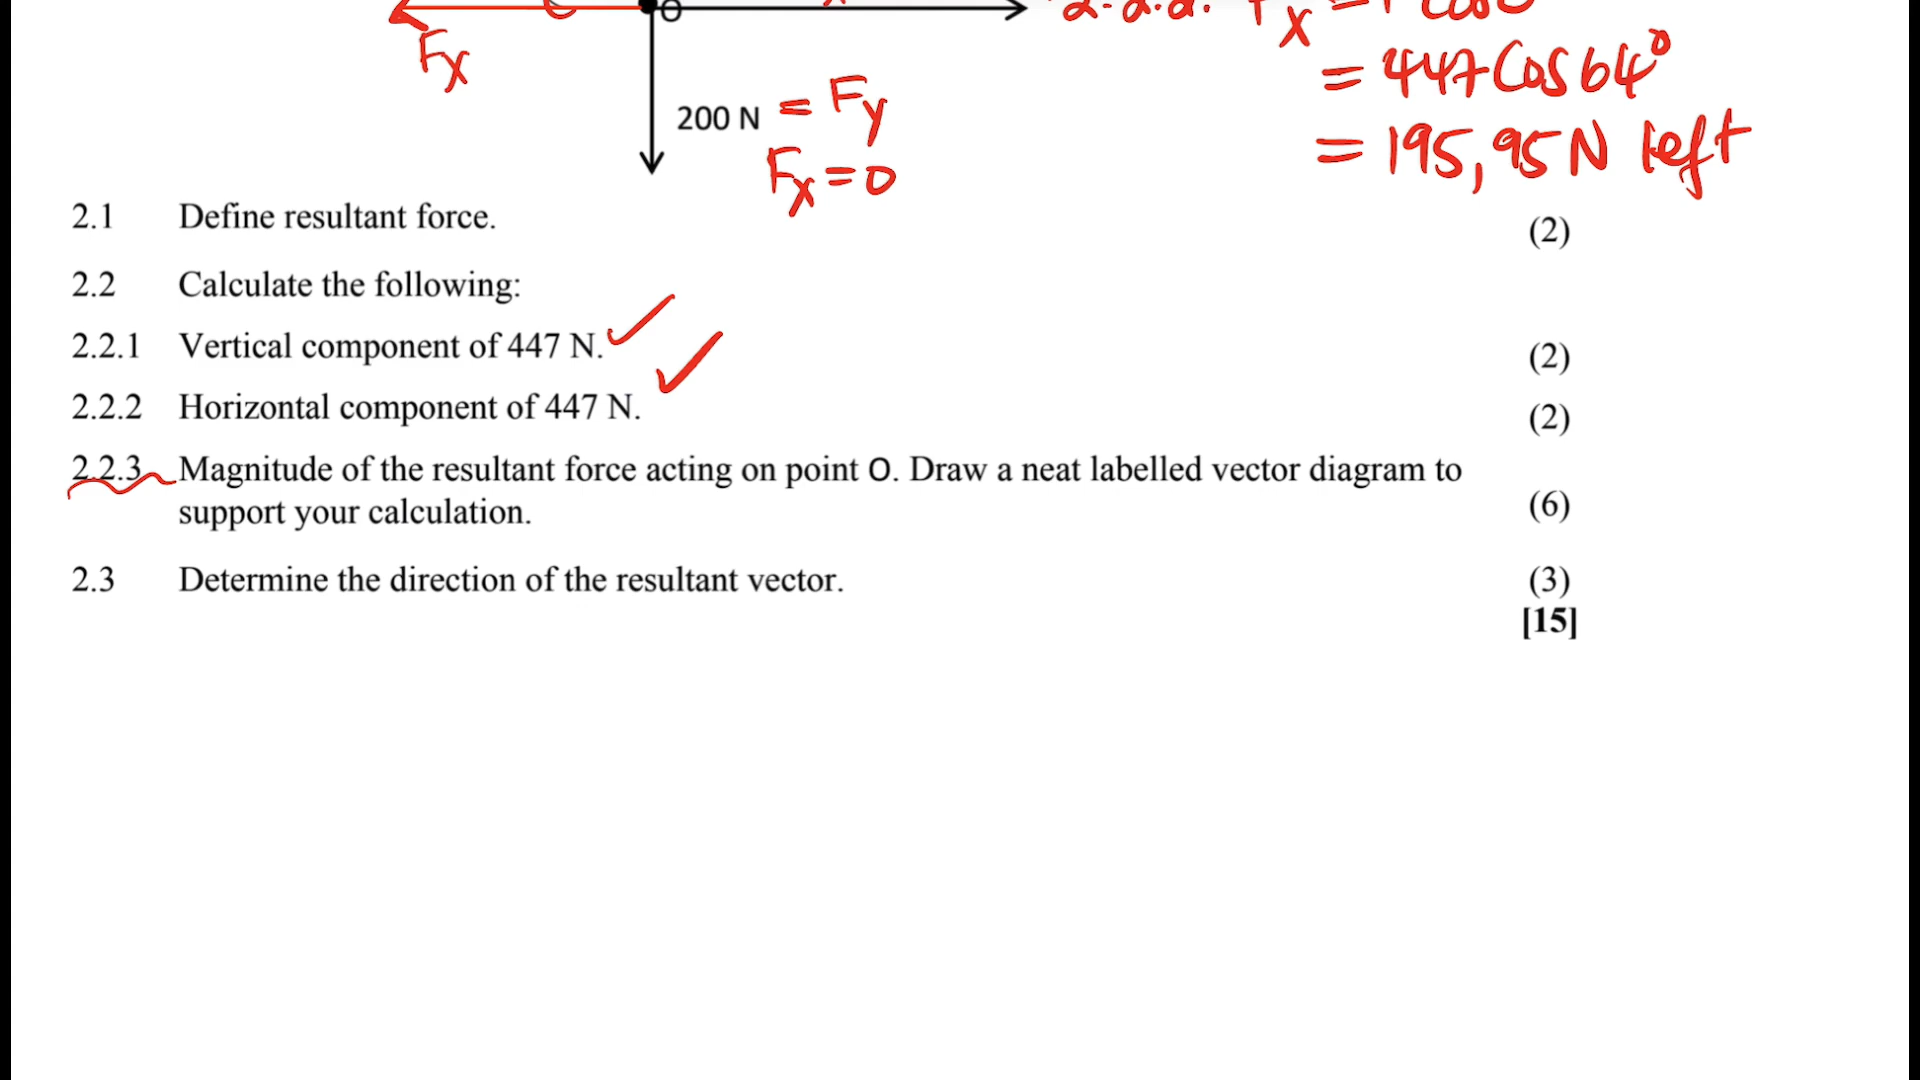 Fx
= 447 Cos 64°
200 N = Fy
= 195,95 N left
Fx = 0
2.1 Define resultant force. (2)
2.2 Calculate the following:
2.2.1 Vertical component of 447 N. (2)
2.2.2 Horizontal component of 447 N. (2)
2.2.3 Magnitude of the resultant force acting on point O. Draw a neat labelled vector diagram to
support your calculation. (6)
2.3 Determine the direction of the resultant vector. (3)
[15]